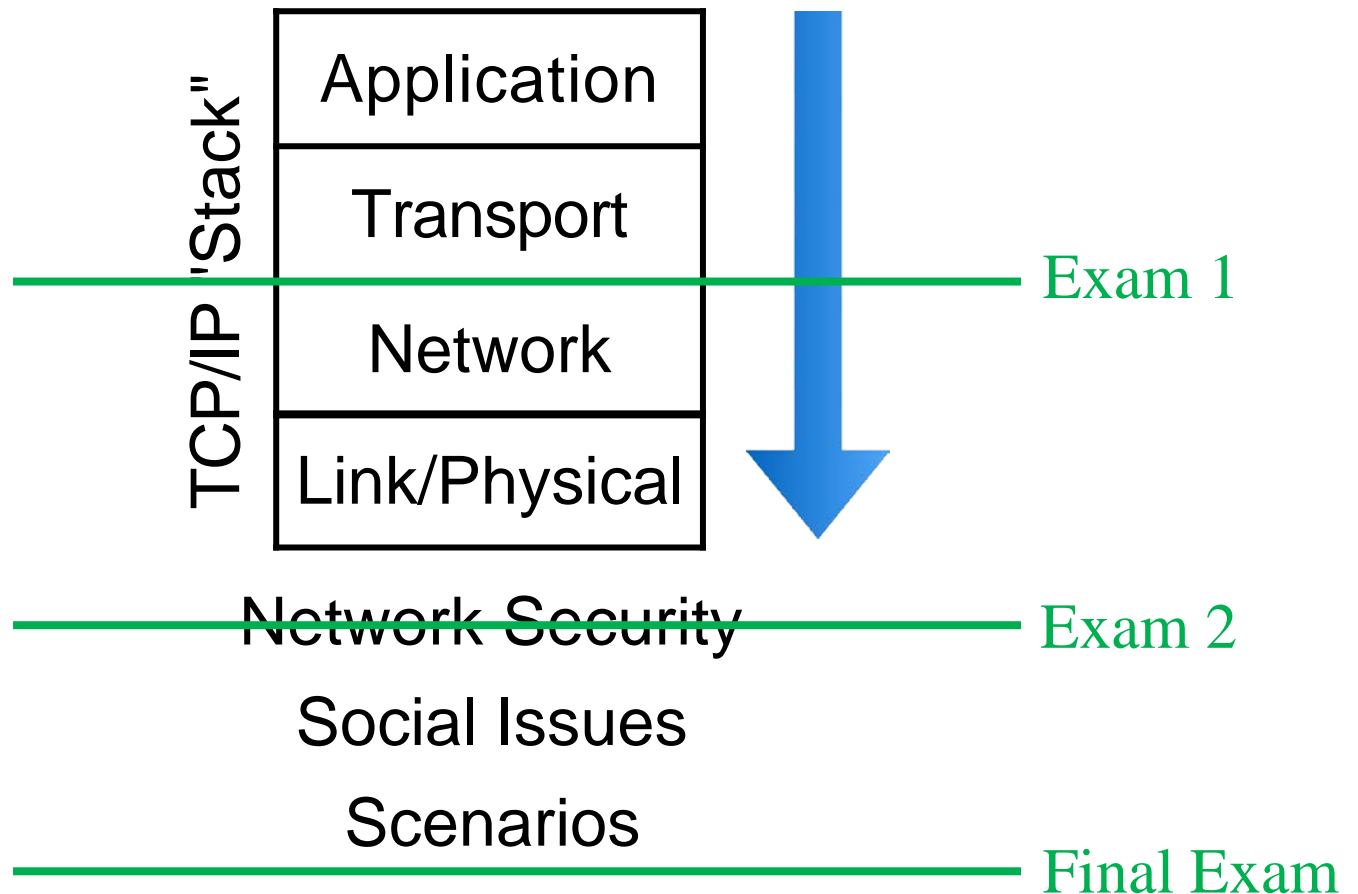 TCP/IP "Stack"
Application
Transport
Exam 1
Network
Link/Physical
Network Security
Exam 2
Social Issues
Scenarios
Final Exam